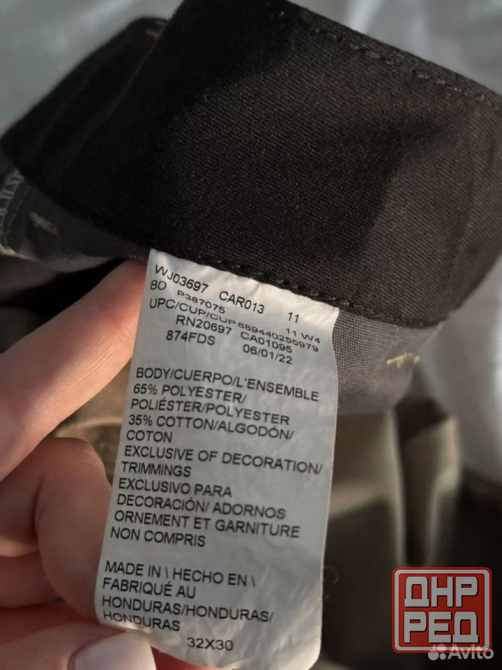 WJ03697 CAR013 11
80 P387075 11 W4
UPC/CUP/CUP 889440255979
RN20697 CA01095
874FDS 06/01/22
BODY/CUERPO/L'ENSEMBLE
65% POLYESTER/
POLIÉSTER/POLYESTER
35% COTTON/ALGODÓN/
COTON
EXCLUSIVE OF DECORATION/
TRIMMINGS
EXCLUSIVO PARA
DECORACIÓN/ ADORNOS
ORNEMENT ET GARNITURE
NON COMPRIS
MADE IN \ HECHO EN \
FABRIQUÉ AU
HONDURAS/HONDURAS/
HONDURAS
32X30
ДНР
РЕД
Avito